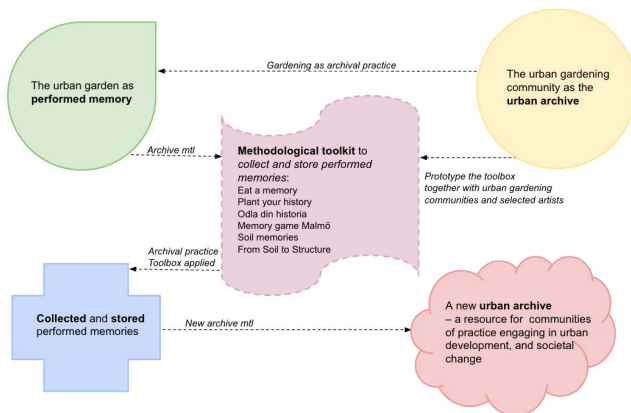 Gardening as archival practice
The urban garden as
performed memory
The urban gardening
community as the
urban archive
Archive mtl
Methodological toolkit to
collect and store performed
memories:
Eat a memory
Plant your history
Odla din historia
Memory game Malmö
Soil memories
From Soil to Structure
Prototype the toolbox
together with urban gardening
communities and selected artists
Archival practice
Toolbox applied
Collected and stored
performed memories
New archive mtl
A new urban archive
– a resource for communities
of practice engaging in urban
development, and societal
change